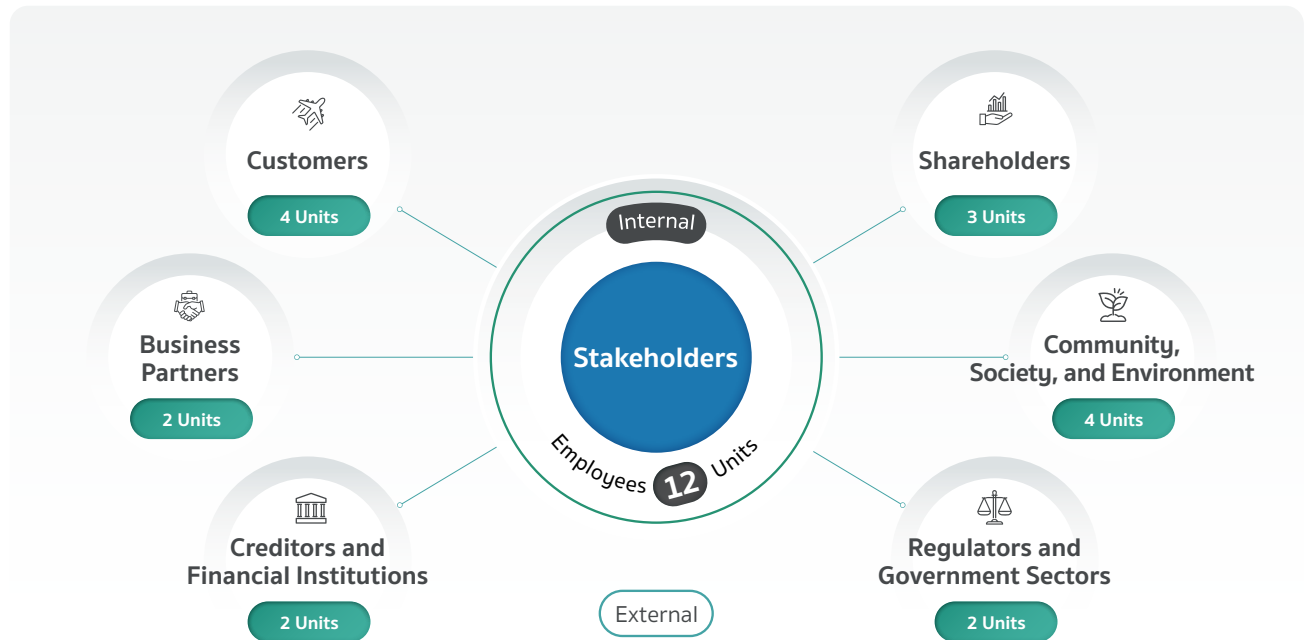 Customers
4 Units
Shareholders
3 Units
Internal
Stakeholders
Employees 12 Units
Business
Partners
2 Units
Community,
Society, and Environment
4 Units
Creditors and
Financial Institutions
2 Units
Regulators and
Government Sectors
2 Units
External